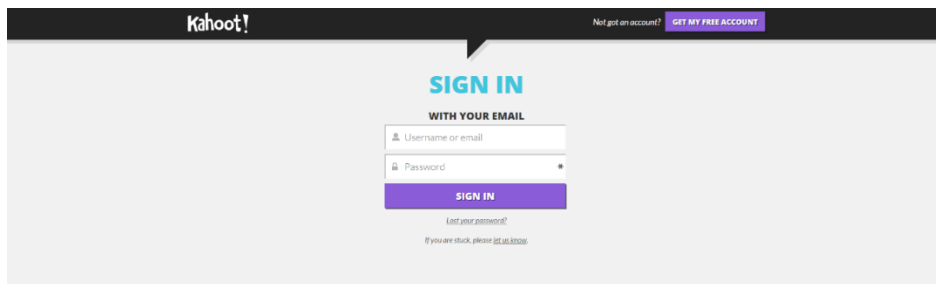 Kahoot!
Not got an account? GET MY FREE ACCOUNT
SIGN IN
WITH YOUR EMAIL
Username or email
Password
SIGN IN
Lost your password?
If you are stuck, please let us know.